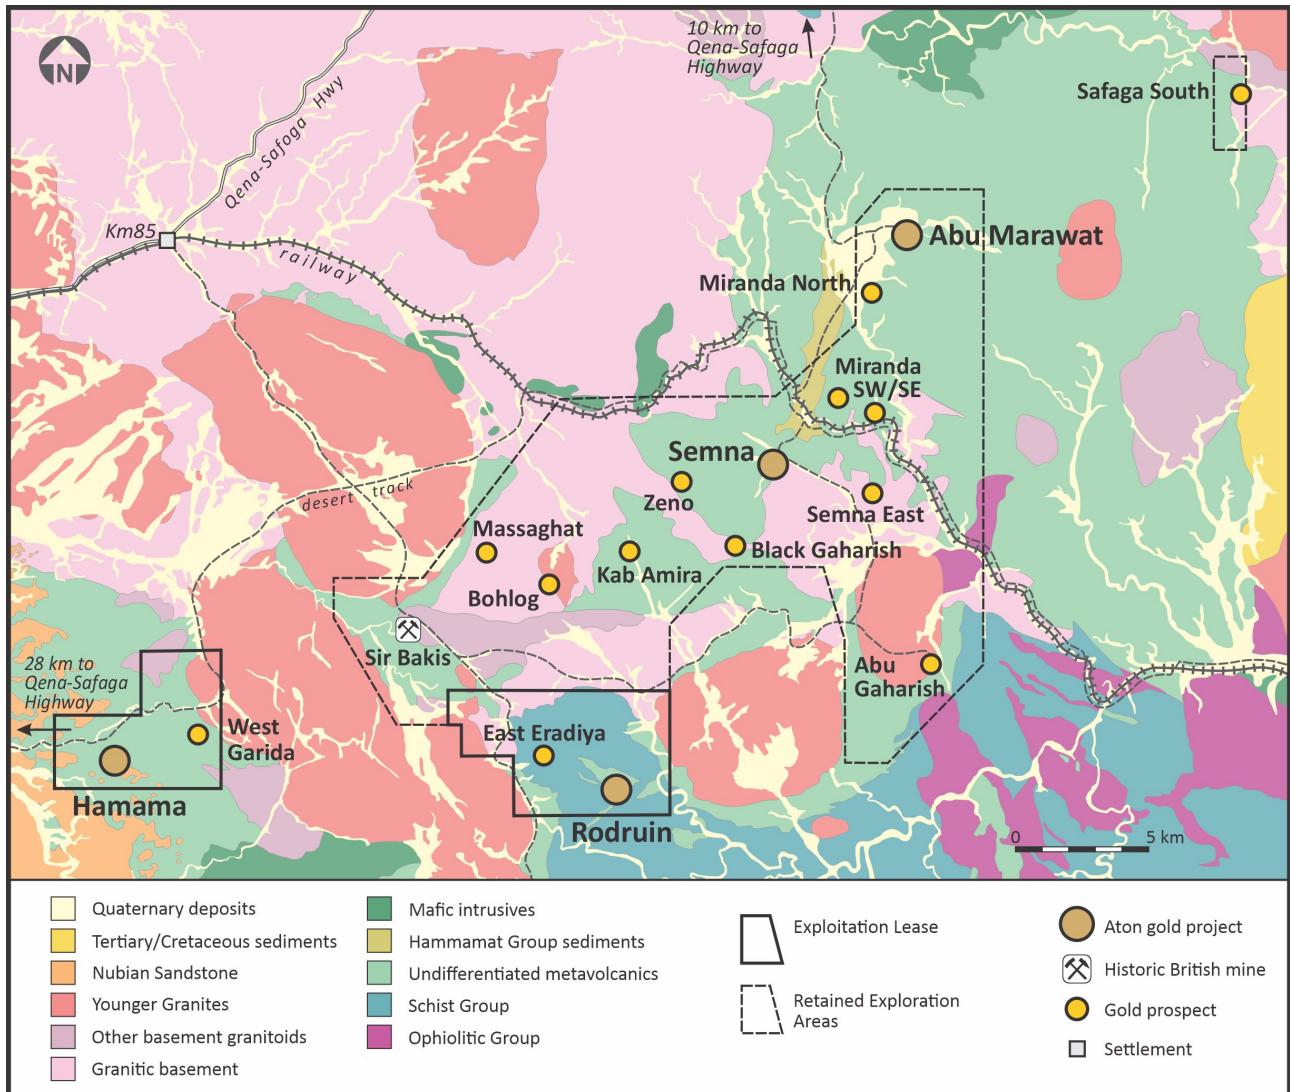 10 km to
Qena-Safaga
Highway
N
Safaga South
Qena-Safoga Hwy
Km85
railway
Abu Marawat
Miranda North
Miranda
SW/SE
Semna
Zeno
Semna East
desert track
Massaghat
Kab Amira
Black Gaharish
Bohlog
Sir Bakis
28 km to
Qena-Safaga
Highway
Abu
Gaharish
West
Garida
East Eradiya
Hamama
Rodruin
0 5 km
Quaternary deposits
Tertiary/Cretaceous sediments
Nubian Sandstone
Younger Granites
Other basement granitoids
Granitic basement
Mafic intrusives
Hammamat Group sediments
Undifferentiated metavolcanics
Schist Group
Ophiolitic Group
Exploitation Lease
Retained Exploration
Areas
Aton gold project
Historic British mine
Gold prospect
Settlement